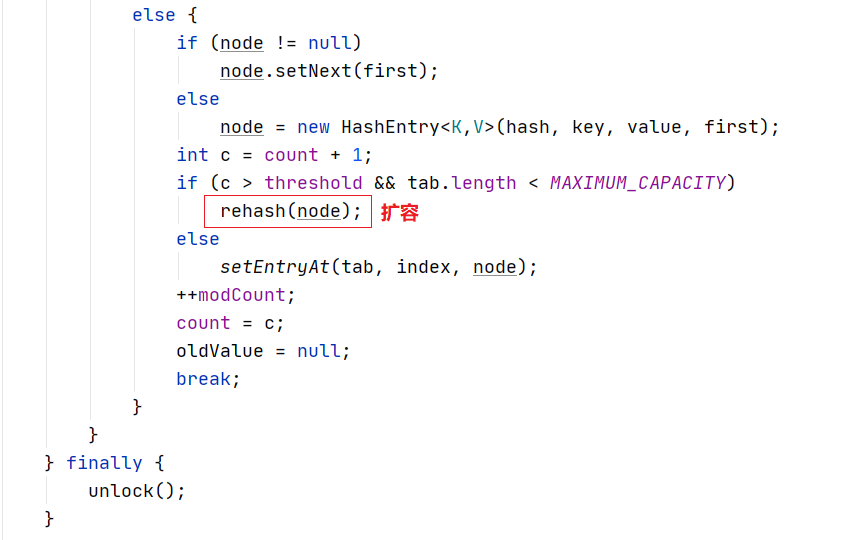 else {
if (node != null)
node.setNext(first);
else
node = new HashEntry<K,V>(hash, key, value, first);
int c = count + 1;
if (c > threshold && tab.length < MAXIMUM_CAPACITY)
rehash(node); 扩容
else
setEntryAt(tab, index, node);
++modCount;
count = c;
oldValue = null;
break;
}
}
} finally {
unlock();
}